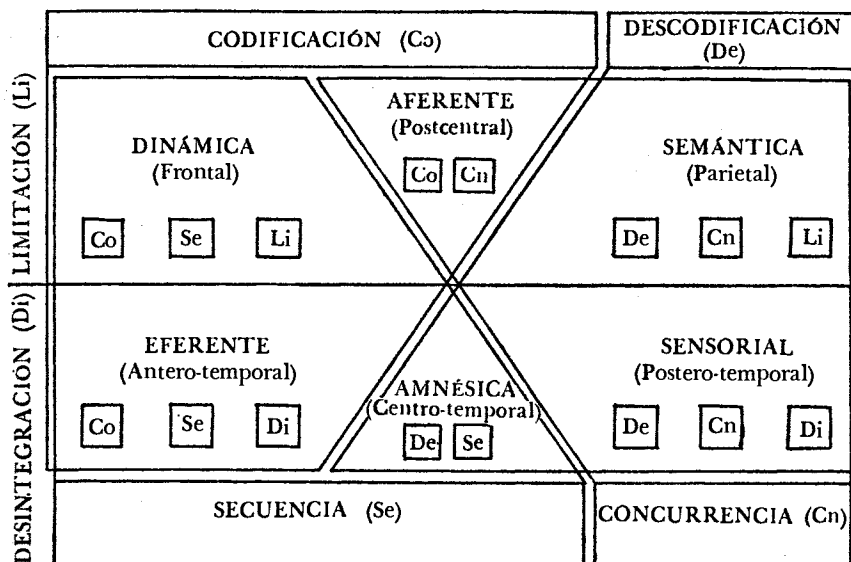 CODIFICACIÓN (Co)
DESCODIFICACIÓN
(De)
LIMITACIÓN (Li)
DINÁMICA
(Frontal)
Co Se Li
AFERENTE
(Postcentral)
Co Cn
SEMÁNTICA
(Parietal)
De Cn Li
DESINTEGRACIÓN (Di)
EFERENTE
(Antero-temporal)
Co Se Di
AMNÉSICA
(Centro-temporal)
De Se
SENSORIAL
(Postero-temporal)
De Cn Di
SECUENCIA (Se)
CONCURRENCIA (Cn)